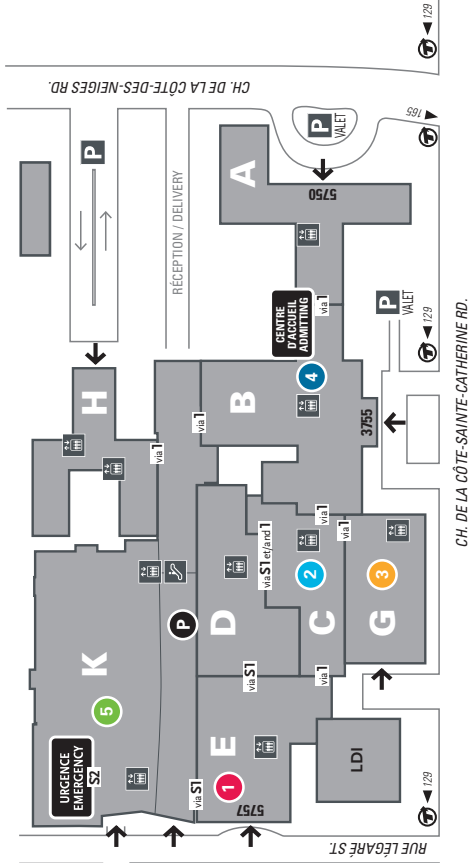 URGENCE
EMERGENCY
S2
5
K
H
P
CH. DE LA CÔTE-DES-NEIGES RD.
RÉCEPTION / DELIVERY
via 1
P
via S1
via S1
via 1
E
D
B
A
1
5757
via S1 et/and 1
CENTRE
D'ACCUEIL
ADMITTING
via 1
4
5750
P
VALET
C
2
via 1
via 1
via 1
3755
LDI
G
3
P
VALET
RUE LÉGARÉ ST.
129
129
165
129
CH. DE LA CÔTE-SAINTE-CATHERINE RD.